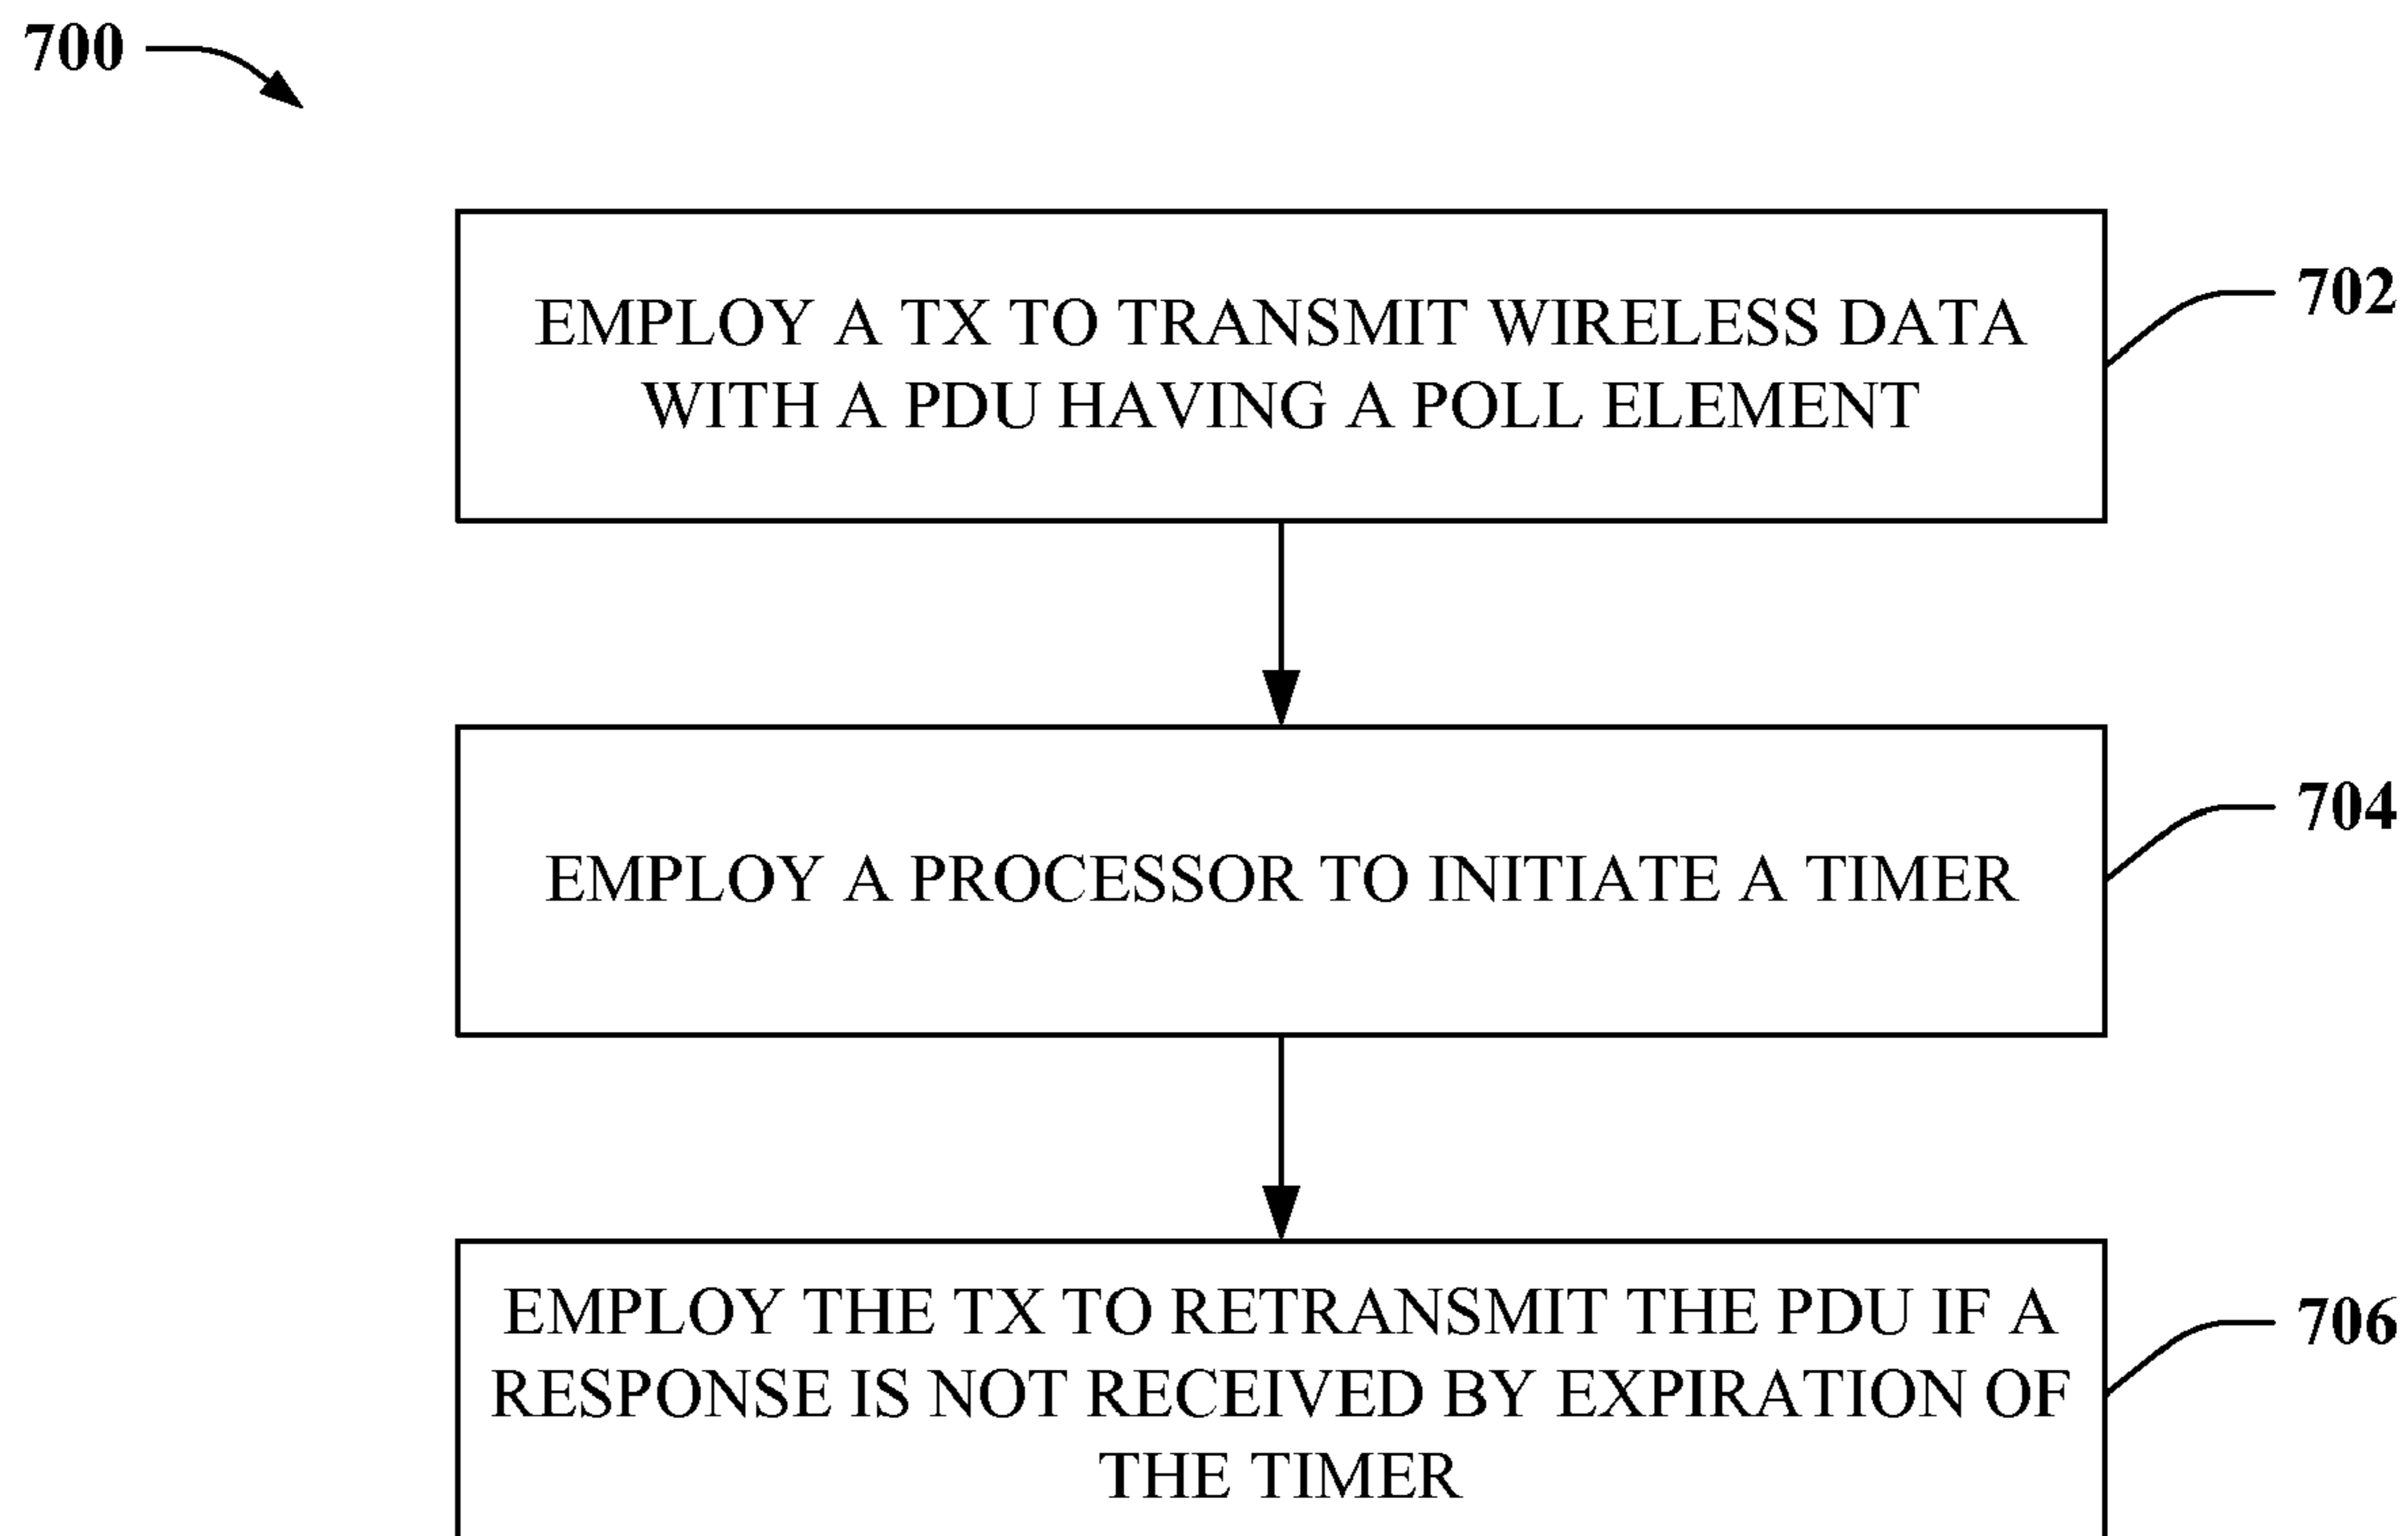 700
EMPLOY A TX TO TRANSMIT WIRELESS DATA
WITH A PDU HAVING A POLL ELEMENT
702
EMPLOY A PROCESSOR TO INITIATE A TIMER
704
EMPLOY THE TX TO RETRANSMIT THE PDU IF A
RESPONSE IS NOT RECEIVED BY EXPIRATION OF
THE TIMER
706